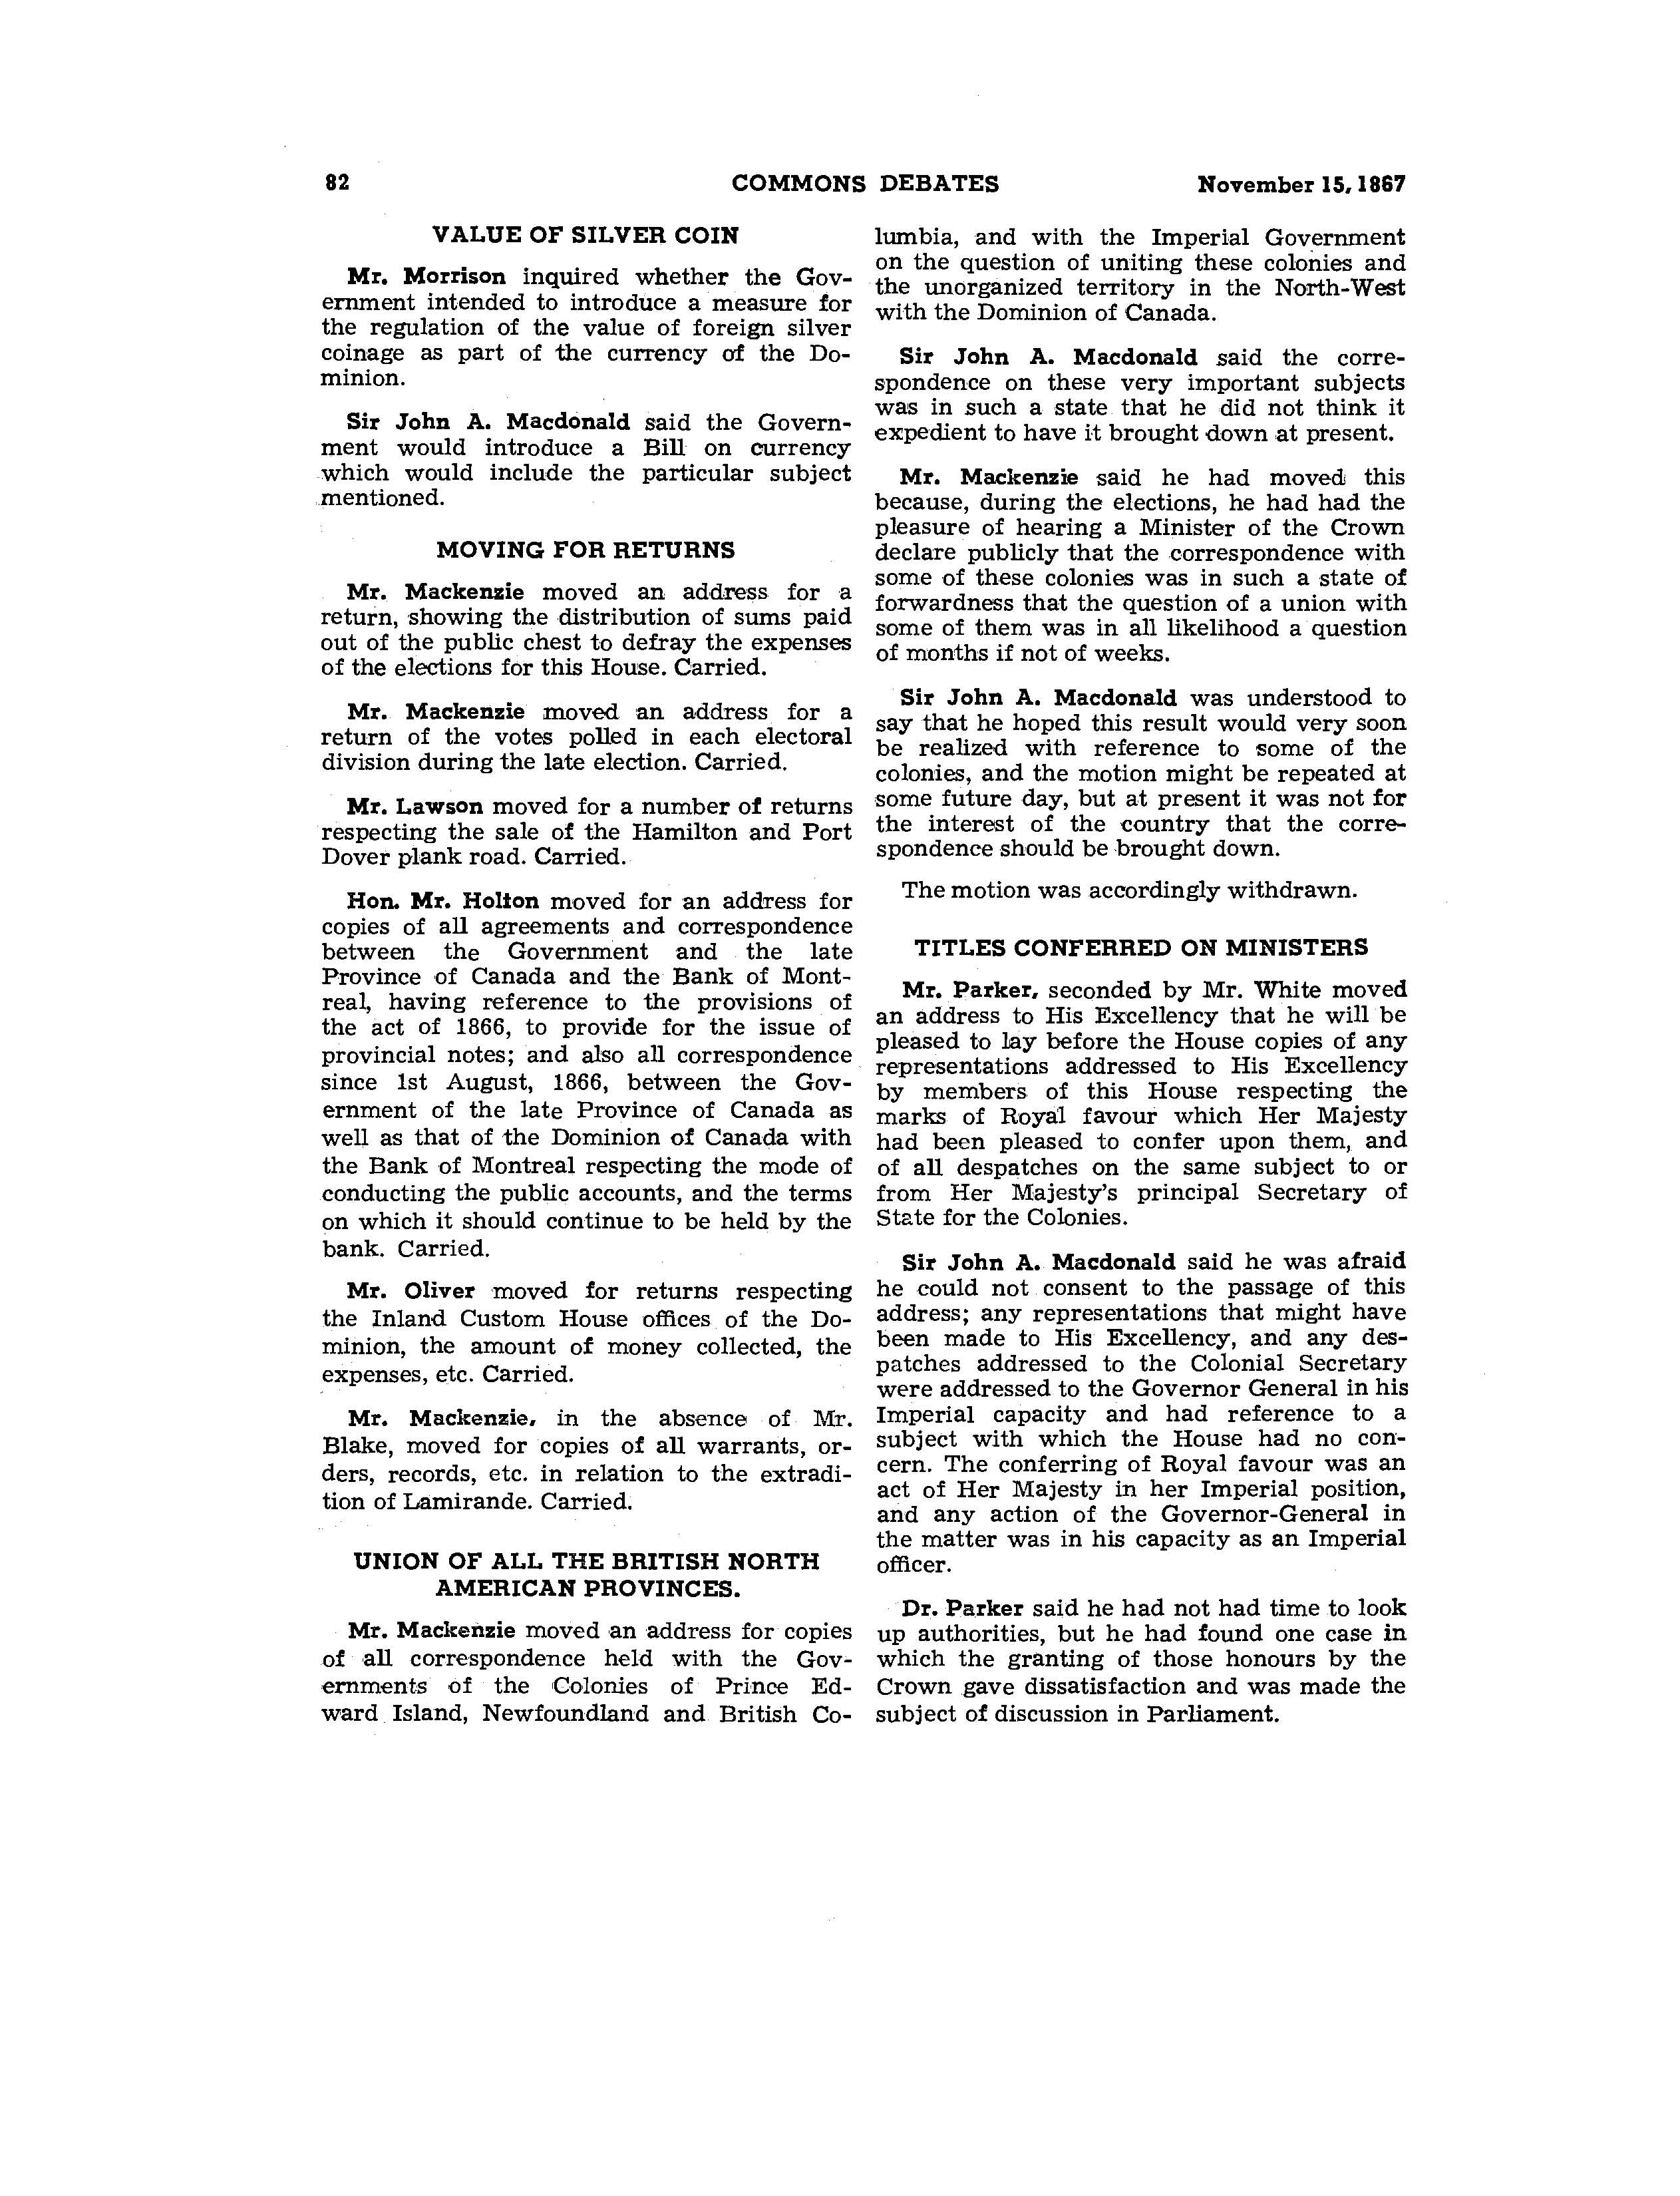 82
COMMONS DEBATES
November 15, 1867
VALUE OF SILVER COIN
Mr. Morrison inquired whether the Gov-
ernment intended to introduce a measure for
the regulation of the value of foreign silver
coinage as part of the currency of the Do-
minion.
Sir John A. Macdonald said the Govern-
ment would introduce a Bill on currency
which would include the particular subject
mentioned.
MOVING FOR RETURNS
Mr. Mackenzie moved an address for a
return, showing the distribution of sums paid
out of the public chest to defray the expenses
of the elections for this House. Carried.
Mr. Mackenzie moved an address for a
return of the votes polled in each electoral
division during the late election. Carried.
Mr. Lawson moved for a number of returns
respecting the sale of the Hamilton and Port
Dover plank road. Carried.
Hon. Mr. Holton moved for an address for
copies of all agreements and correspondence
between the Government and the late
Province of Canada and the Bank of Mont-
real, having reference to the provisions of
the act of 1866, to provide for the issue of
provincial notes; and also all correspondence
since 1st August, 1866, between the Gov-
ernment of the late Province of Canada as
well as that of the Dominion of Canada with
the Bank of Montreal respecting the mode of
conducting the public accounts, and the terms
on which it should continue to be held by the
bank. Carried.
Mr. Oliver moved for returns respecting
the Inland Custom House offices of the Do-
minion, the amount of money collected, the
expenses, etc. Carried.
Mr. Mackenzie, in the absence of Mr.
Blake, moved for copies of all warrants, or-
ders, records, etc. in relation to the extradi-
tion of Lamirande. Carried.
UNION OF ALL THE BRITISH NORTH
AMERICAN PROVINCES.
Mr. Mackenzie moved an address for copies
of all correspondence held with the Gov-
ernments of the Colonies of Prince Ed-
ward Island, Newfoundland and British Co-
lumbia, and with the Imperial Government
on the question of uniting these colonies and
the unorganized territory in the North-West
with the Dominion of Canada.
Sir John A. Macdonald said the corre-
spondence on these very important subjects
was in such a state that he did not think it
expedient to have it brought down at present.
Mr. Mackenzie said he had moved this
because, during the elections, he had had the
pleasure of hearing a Minister of the Crown
declare publicly that the correspondence with
some of these colonies was in such a state of
forwardness that the question of a union with
some of them was in all likelihood a question
of months if not of weeks.
Sir John A. Macdonald was understood to
say that he hoped this result would very soon
be realized with reference to some of the
colonies, and the motion might be repeated at
some future day, but at present it was not for
the interest of the country that the corre-
spondence should be brought down.
The motion was accordingly withdrawn.
TITLES CONFERRED ON MINISTERS
Mr. Parker, seconded by Mr. White moved
an address to His Excellency that he will be
pleased to lay before the House copies of any
representations addressed to His Excellency
by members of this House respecting the
marks of Royal favour which Her Majesty
had been pleased to confer upon them, and
of all despatches on the same subject to or
from Her Majesty's principal Secretary of
State for the Colonies.
Sir John A. Macdonald said he was afraid
he could not consent to the passage of this
address; any representations that might have
been made to His Excellency, and any des-
patches addressed to the Colonial Secretary
were addressed to the Governor General in his
Imperial capacity and had reference to a
subject with which the House had no con-
cern. The conferring of Royal favour was an
act of Her Majesty in her Imperial position,
and any action of the Governor-General in
the matter was in his capacity as an Imperial
officer.
Dr. Parker said he had not had time to look
up authorities, but he had found one case in
which the granting of those honours by the
Crown gave dissatisfaction and was made the
subject of discussion in Parliament.